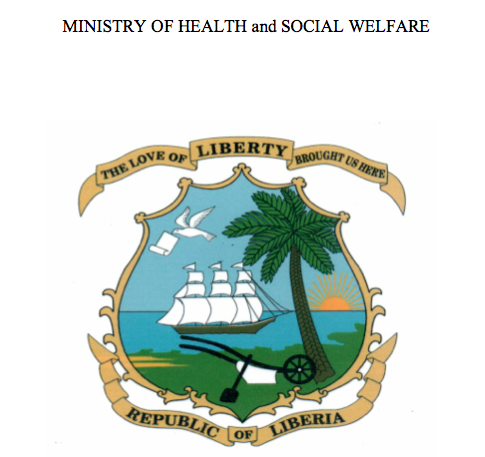 MINISTRY OF HEALTH and SOCIAL WELFARE
THE LOVE OF LIBERTY BROUGHT US HERE
REPUBLIC OF LIBERIA